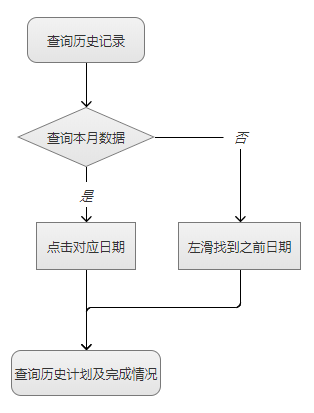 查询历史记录
查询本月数据
否
是
点击对应日期
左滑找到之前日期
查询历史计划及完成情况